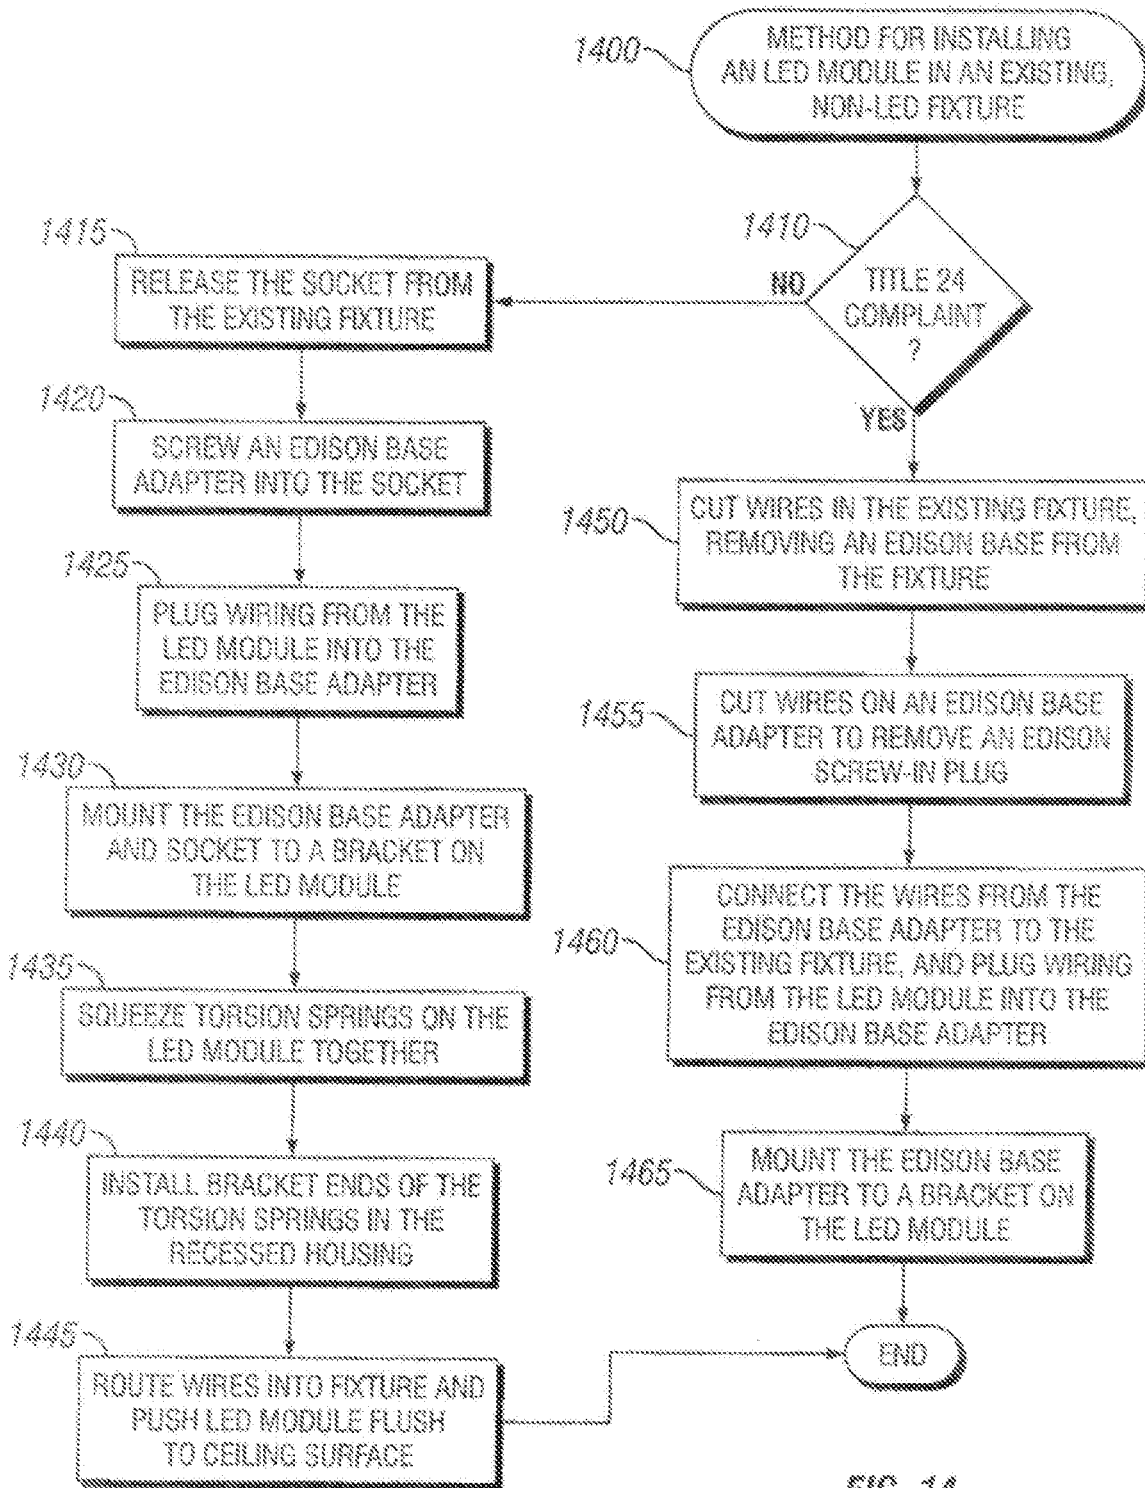 1400
METHOD FOR INSTALLING
AN LED MODULE IN AN EXISTING,
NON-LED FIXTURE
1410
TITLE 24
COMPLAINT
?
NO
YES
1415
RELEASE THE SOCKET FROM
THE EXISTING FIXTURE
1420
SCREW AN EDISON BASE
ADAPTER INTO THE SOCKET
1425
PLUG WIRING FROM THE
LED MODULE INTO THE
EDISON BASE ADAPTER
1430
MOUNT THE EDISON BASE ADAPTER
AND SOCKET TO A BRACKET ON
THE LED MODULE
1435
SQUEEZE TORSION SPRINGS ON THE
LED MODULE TOGETHER
1440
INSTALL BRACKET ENDS OF THE
TORSION SPRINGS IN THE
RECESSED HOUSING
1445
ROUTE WIRES INTO FIXTURE AND
PUSH LED MODULE FLUSH
TO CEILING SURFACE
1450
CUT WIRES IN THE EXISTING FIXTURE,
REMOVING AN EDISON BASE FROM
THE FIXTURE
1455
CUT WIRES ON AN EDISON BASE
ADAPTER TO REMOVE AN EDISON
SCREW-IN PLUG
1460
CONNECT THE WIRES FROM THE
EDISON BASE ADAPTER TO THE
EXISTING FIXTURE, AND PLUG WIRING
FROM THE LED MODULE INTO THE
EDISON BASE ADAPTER
1465
MOUNT THE EDISON BASE
ADAPTER TO A BRACKET ON
THE LED MODULE
END
FIG. 14